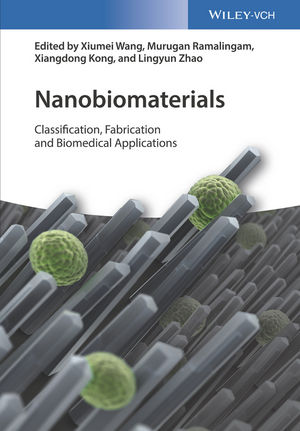 WILEY-VCH
Edited by Xiumei Wang, Murugan Ramalingam,
Xiangdong Kong, and Lingyun Zhao
Nanobiomaterials
Classification, Fabrication
and Biomedical Applications